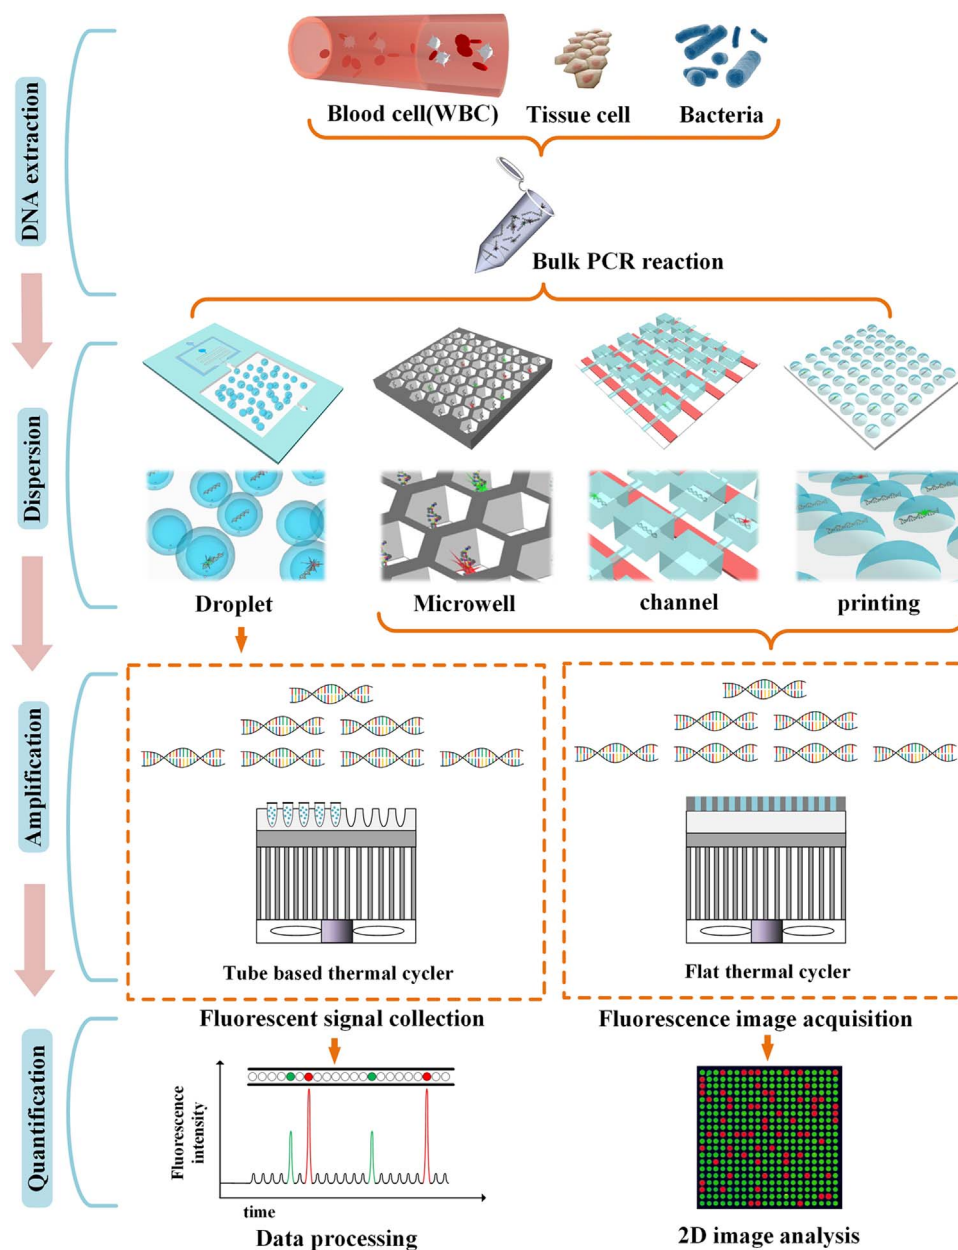 DNA extraction
Blood cell(WBC)
Tissue cell
Bacteria
Bulk PCR reaction
Dispersion
Droplet
Microwell
channel
printing
Amplification
Tube based thermal cycler
Flat thermal cycler
Quantification
Fluorescent signal collection
Fluorescence image acquisition
Fluorescence
intensity
time
Data processing
2D image analysis